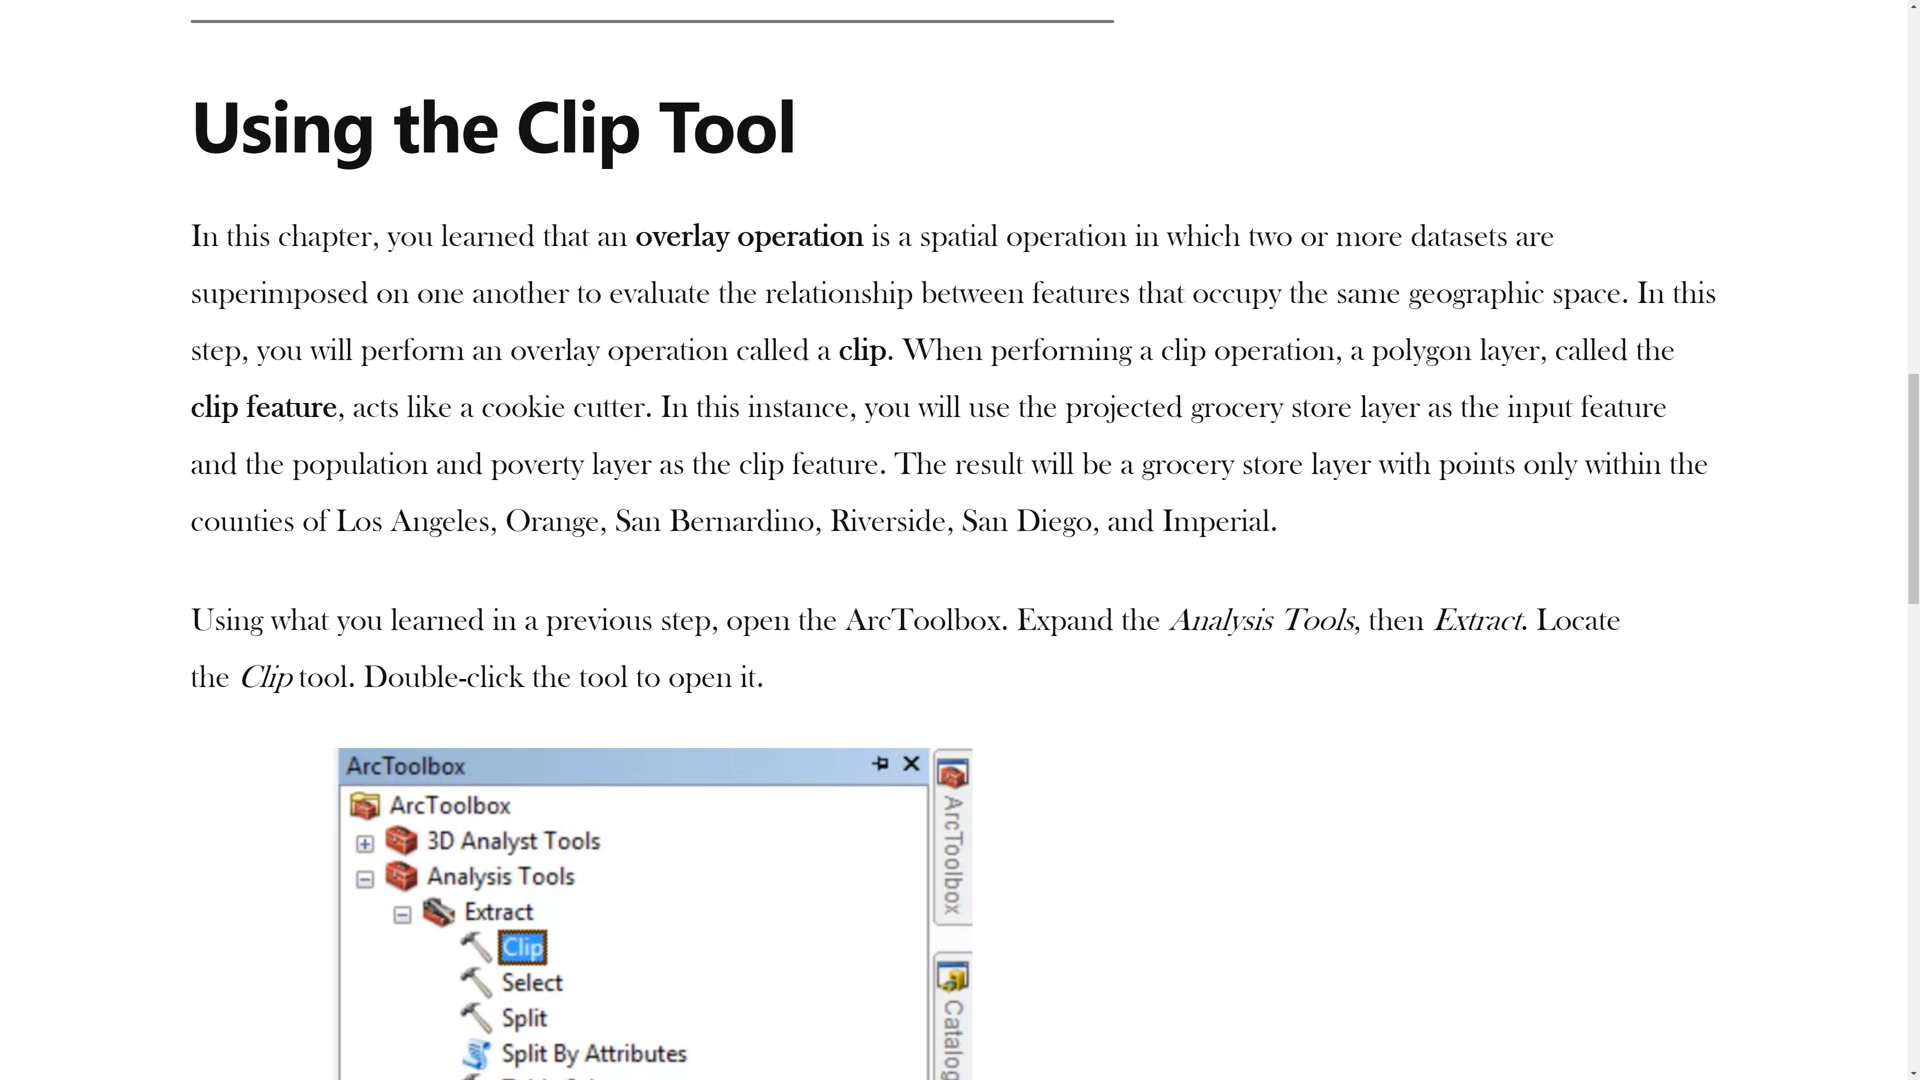 Using the Clip Tool
In this chapter, you learned that an overlay operation is a spatial operation in which two or more datasets are
superimposed on one another to evaluate the relationship between features that occupy the same geographic space. In this
step, you will perform an overlay operation called a clip. When performing a clip operation, a polygon layer, called the
clip feature, acts like a cookie cutter. In this instance, you will use the projected grocery store layer as the input feature
and the population and poverty layer as the clip feature. The result will be a grocery store layer with points only within the
counties of Los Angeles, Orange, San Bernardino, Riverside, San Diego, and Imperial.
Using what you learned in a previous step, open the ArcToolbox. Expand the Analysis Tools, then Extract. Locate
the Clip tool. Double-click the tool to open it.
ArcToolbox
ArcToolbox
3D Analyst Tools
Analysis Tools
Extract
Clip
Select
Split
Split By Attributes
ArcToolbox
Catalog